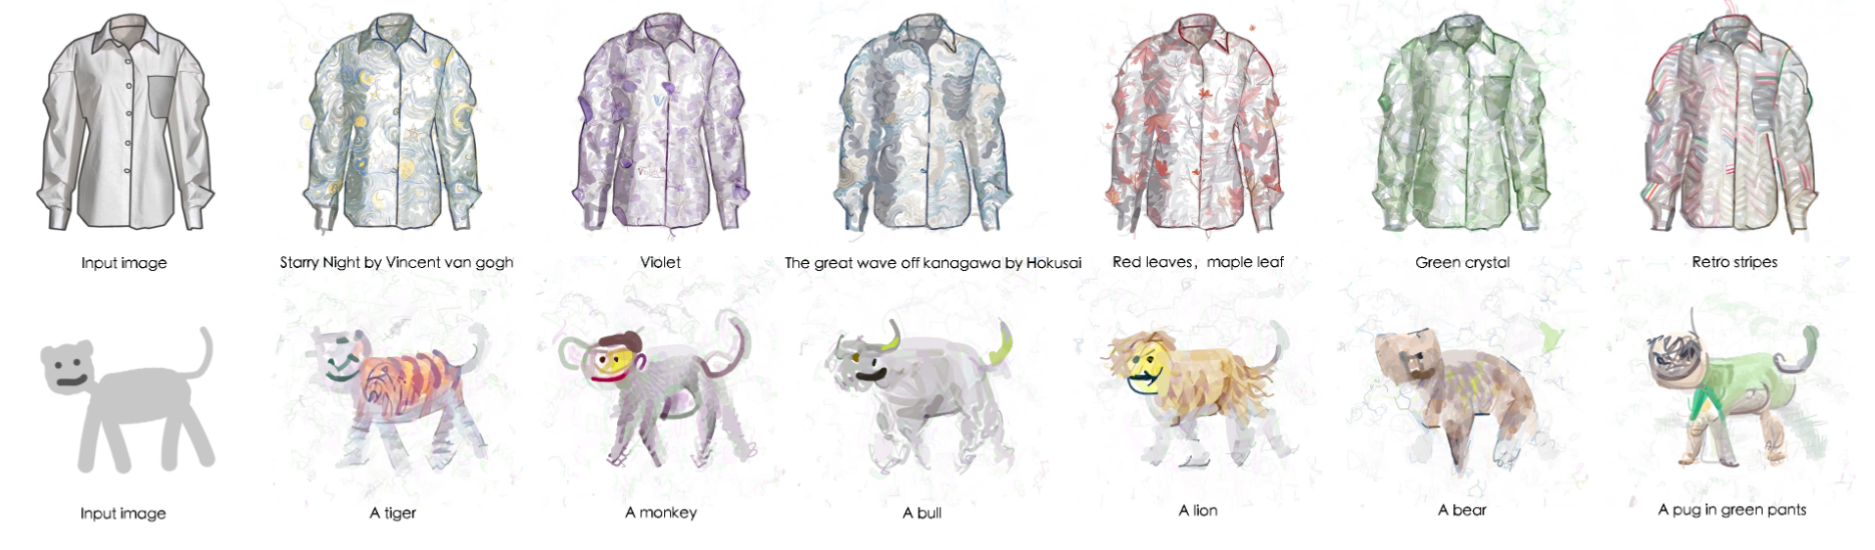 Input image
Starry Night by Vincent van gogh
Violet
The great wave off kanagawa by Hokusai
Red leaves, maple leaf
Green crystal
Retro stripes
Input image
A tiger
A monkey
A bull
A lion
A bear
A pug in green pants